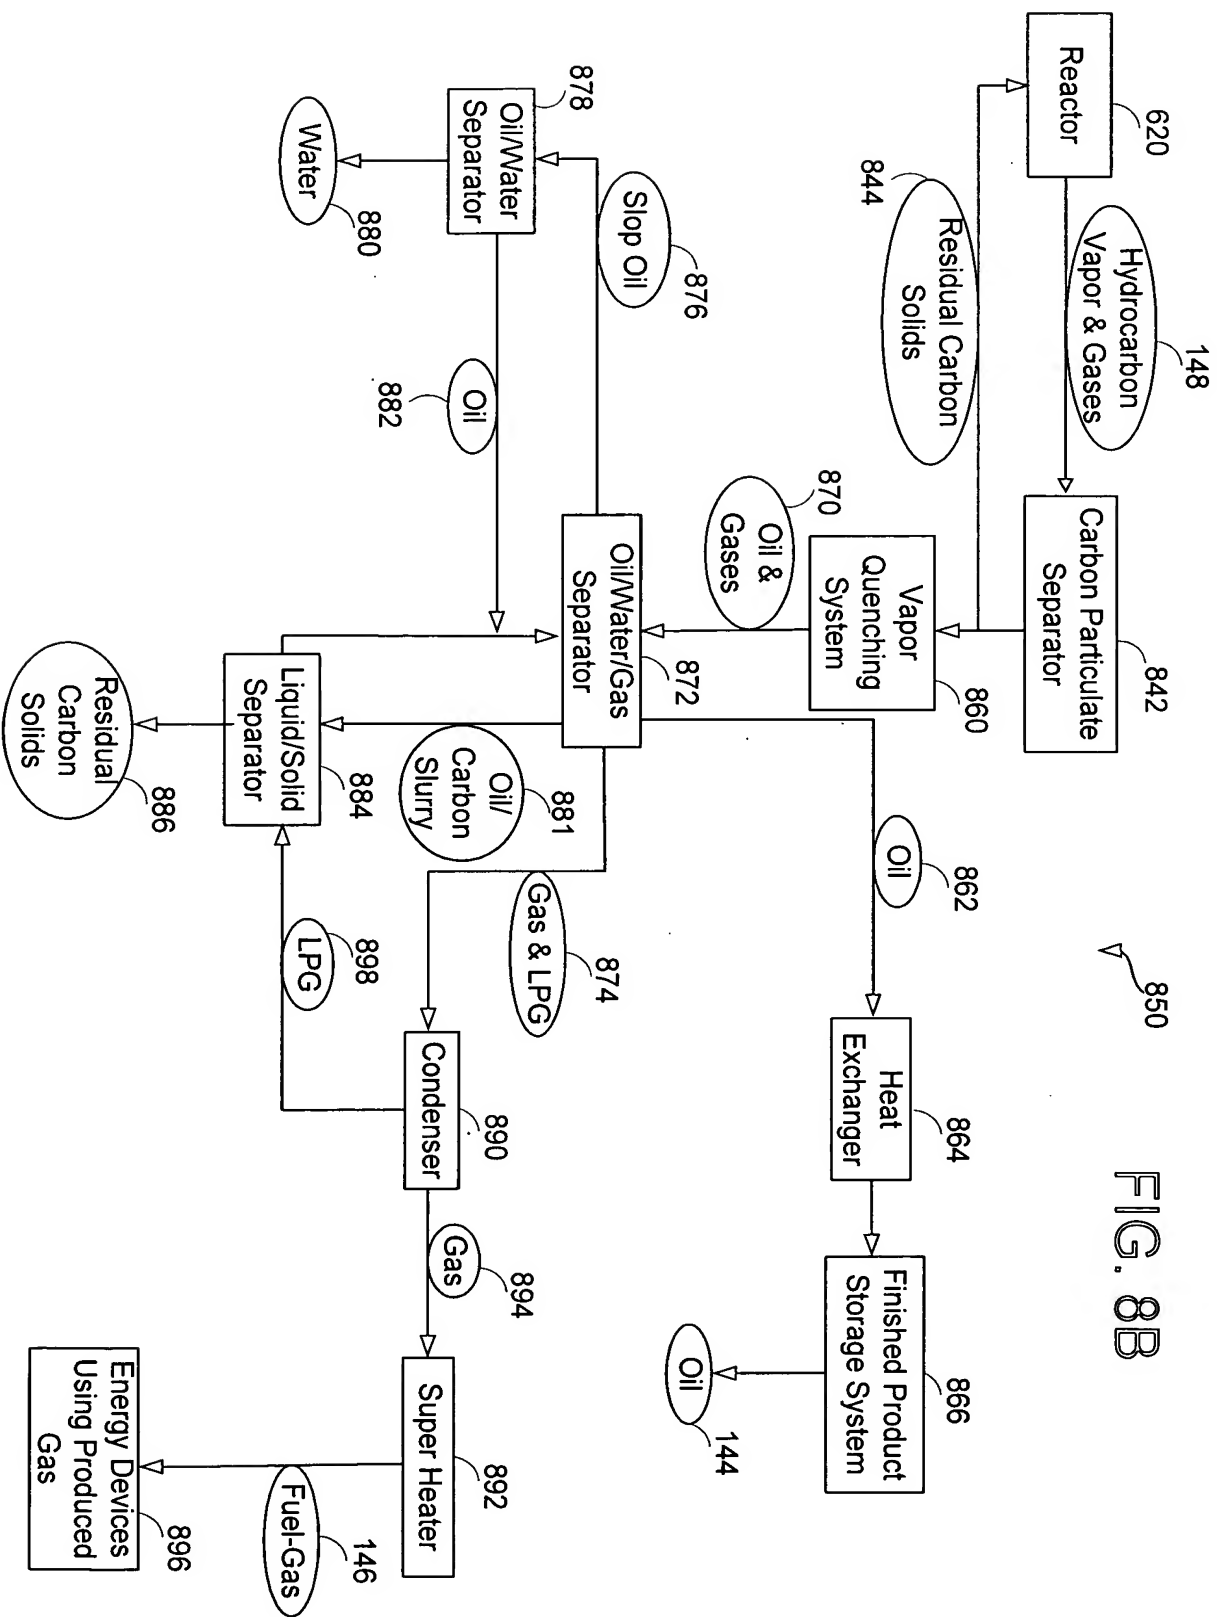 620
Reactor
148
Hydrocarbon
Vapor & Gases
844
Residual Carbon
Solids
Carbon Particulate
Separator
842
850
FIG. 8B
Vapor
Quenching
System
860
870
Oil &
Gases
862
Oil
Heat
Exchanger
864
Finished Product
Storage System
866
Oil
144
Oil/Water/Gas
Separator
872
Slop Oil
876
878
Oil/Water
Separator
Water
880
Oil
882
Oil/
Carbon
Slurry
881
Gas & LPG
874
Liquid/Solid
Separator
884
Residual
Carbon
Solids
886
LPG
898
Condenser
890
Gas
894
Super Heater
892
Fuel-Gas
146
Energy Devices
Using Produced
Gas
896